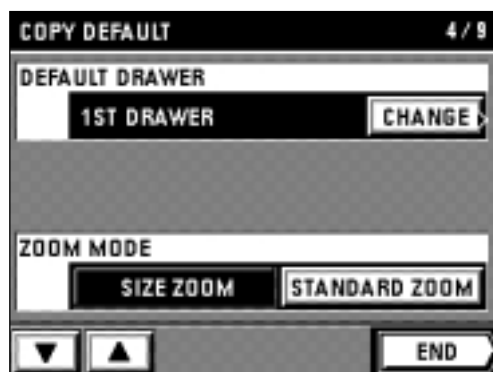 COPY DEFAULT 4/9
DEFAULT DRAWER
1ST DRAWER CHANGE
ZOOM MODE
SIZE ZOOM STANDARD ZOOM
▼ ▲ END